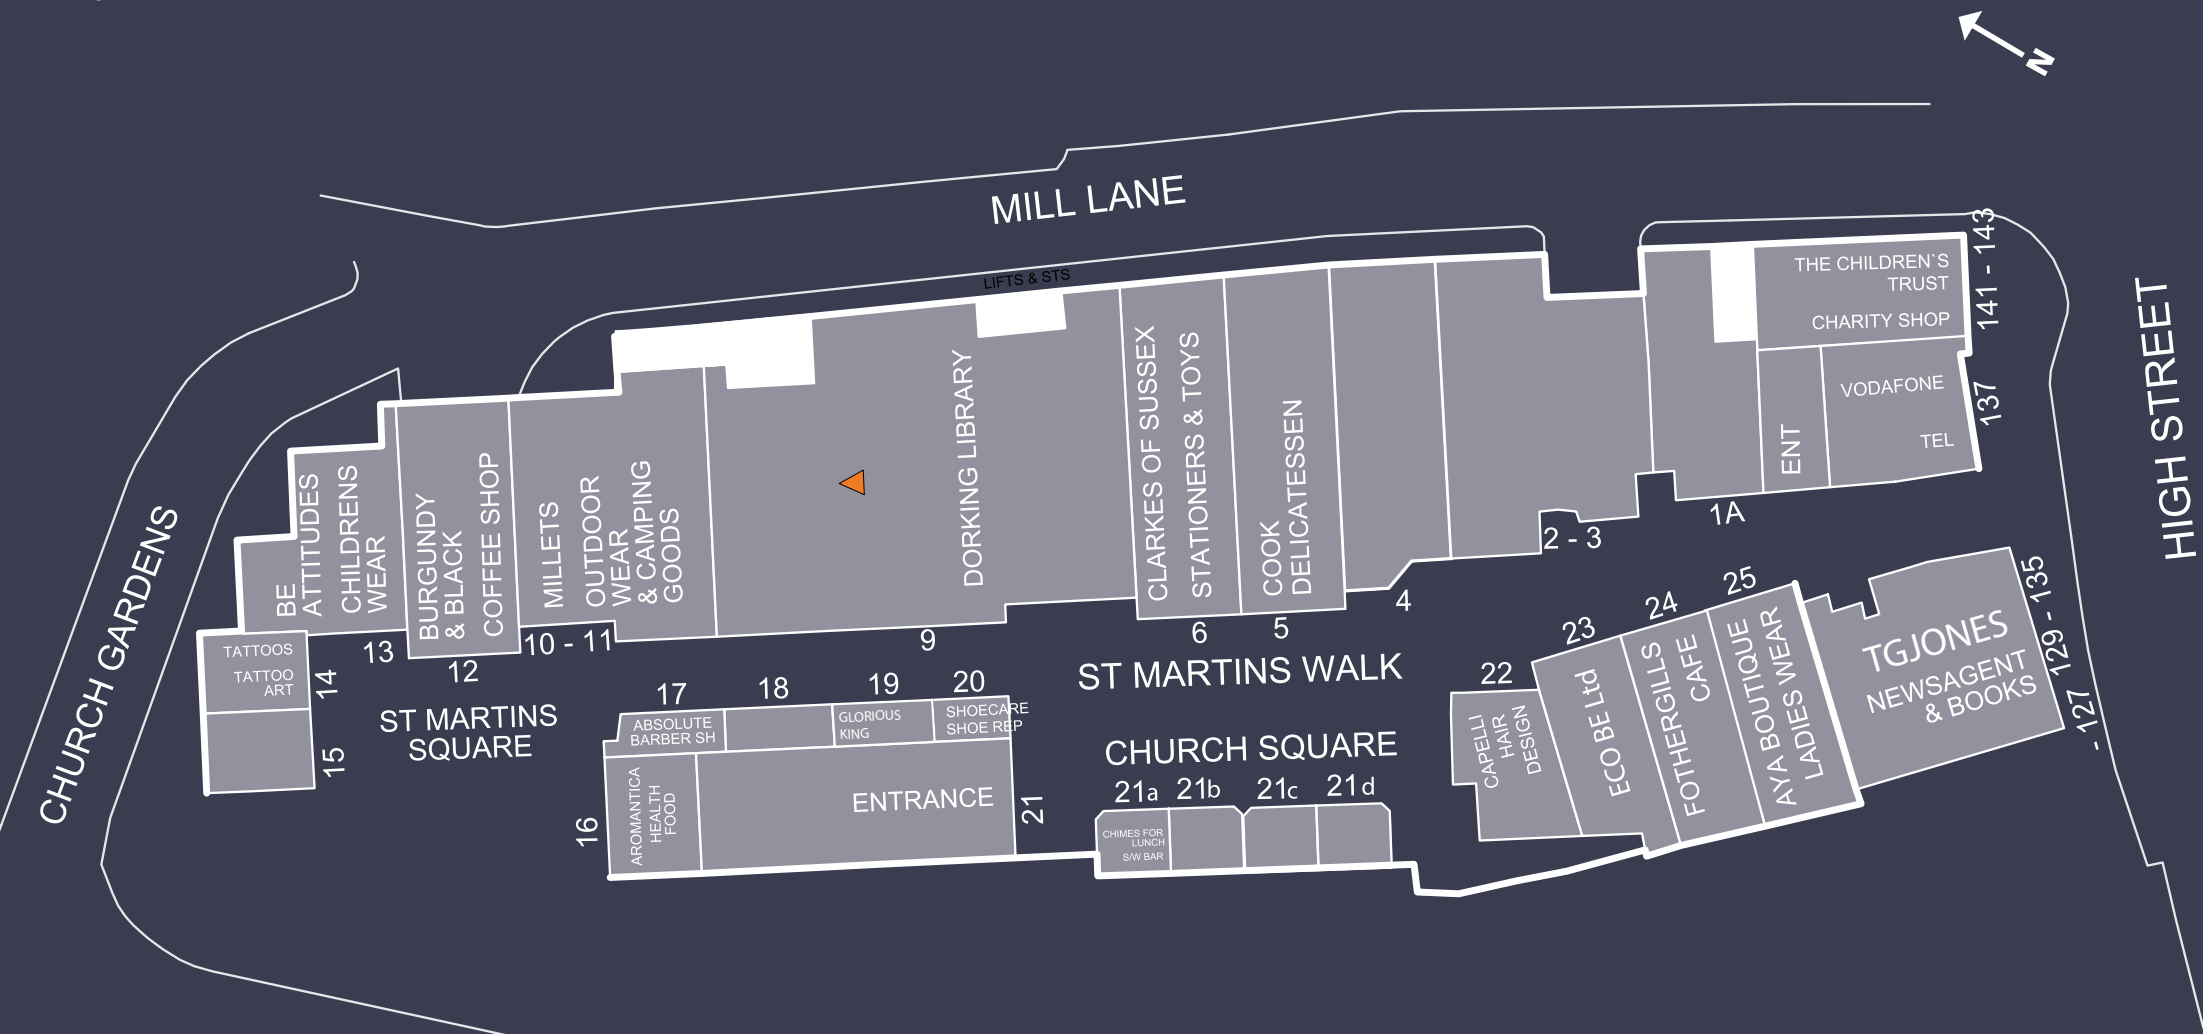 N
MILL LANE
LIFTS & STS
CHURCH GARDENS
HIGH STREET
THE CHILDREN`S
TRUST
CHARITY SHOP
141 - 143
VODAFONE
TEL
137
ENT
1A
2 - 3
4
COOK
DELICATESSEN
5
CLARKES OF SUSSEX
STATIONERS & TOYS
6
DORKING LIBRARY
9
MILLETS
OUTDOOR
WEAR
& CAMPING
GOODS
10 - 11
BURGUNDY
& BLACK
COFFEE SHOP
12
BE
ATTITUDES
CHILDRENS
WEAR
13
TATTOOS
TATTOO
ART
14
15
ST MARTINS
SQUARE
ST MARTINS WALK
CHURCH SQUARE
17
ABSOLUTE
BARBER SH
18
19
GLORIOUS
KING
20
SHOECARE
SHOE REP
16
AROMANTICA
HEALTH
FOOD
ENTRANCE
21
21a
21b
21c
21d
CHIMES FOR
LUNCH
S/W BAR
22
CAPELLI
HAIR
DESIGN
23
ECO BE Ltd
24
FOTHERGILLS
CAFE
25
AYA BOUTIQUE
LADIES WEAR
TGJONES
NEWSAGENT
& BOOKS
129 - 135
- 127